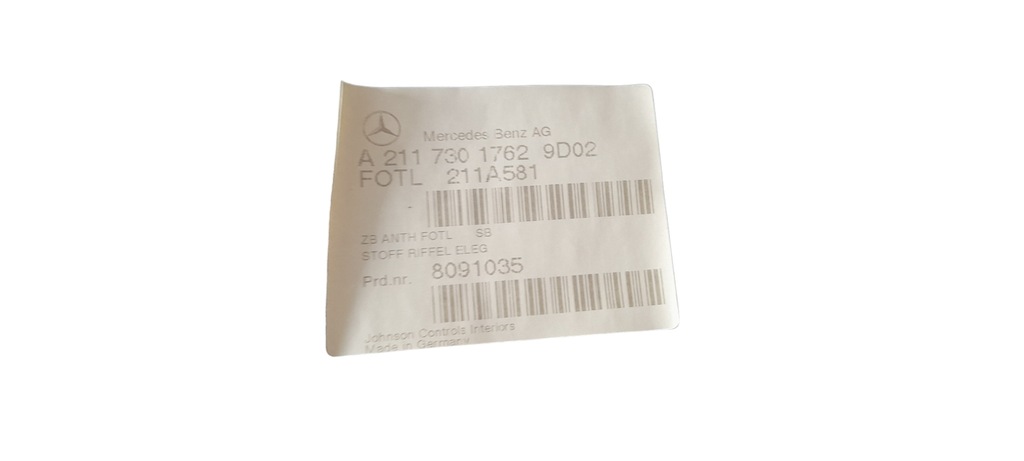 Mercedes Benz AG
A 211 730 1762 9D02
FOTL 211A581
ZB ANTH FOTL SB
STOFF RIFFEL ELEG
Prd.nr. 8091035
Johnson Controls Interiors
Made in Germany